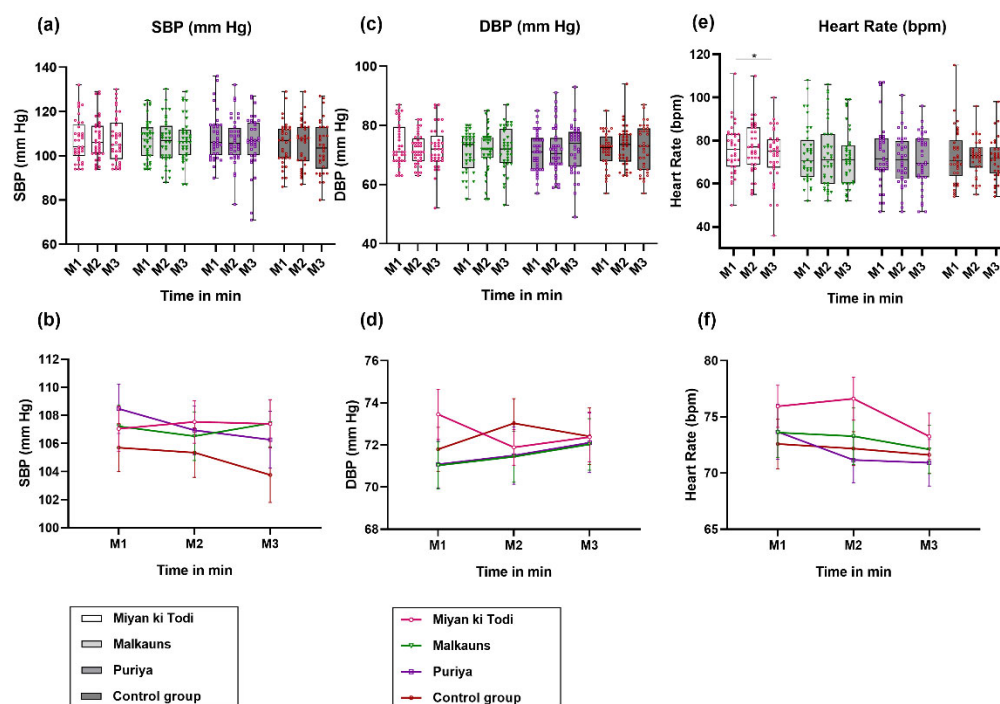 (a) SBP (mm Hg)
SBP (mm Hg)
140
120
100
80
60
M1 M2 M3 M1 M2 M3 M1 M2 M3 M1 M2 M3
Time in min
(c) DBP (mm Hg)
DBP (mm Hg)
100
80
60
40
M1 M2 M3 M1 M2 M3 M1 M2 M3 M1 M2 M3
Time in min
(e) Heart Rate (bpm)
Heart Rate (bpm)
*
120
100
80
60
40
M1 M2 M3 M1 M2 M3 M1 M2 M3 M1 M2 M3
Time in min
(b)
SBP (mm Hg)
112
110
108
106
104
102
100
M1 M2 M3
Time in min
(d)
DBP (mm Hg)
76
74
72
70
68
M1 M2 M3
Time in min
(f)
Heart Rate (bpm)
80
75
70
65
M1 M2 M3
Time in min
Miyan ki Todi
Malkauns
Puriya
Control group
Miyan ki Todi
Malkauns
Puriya
Control group